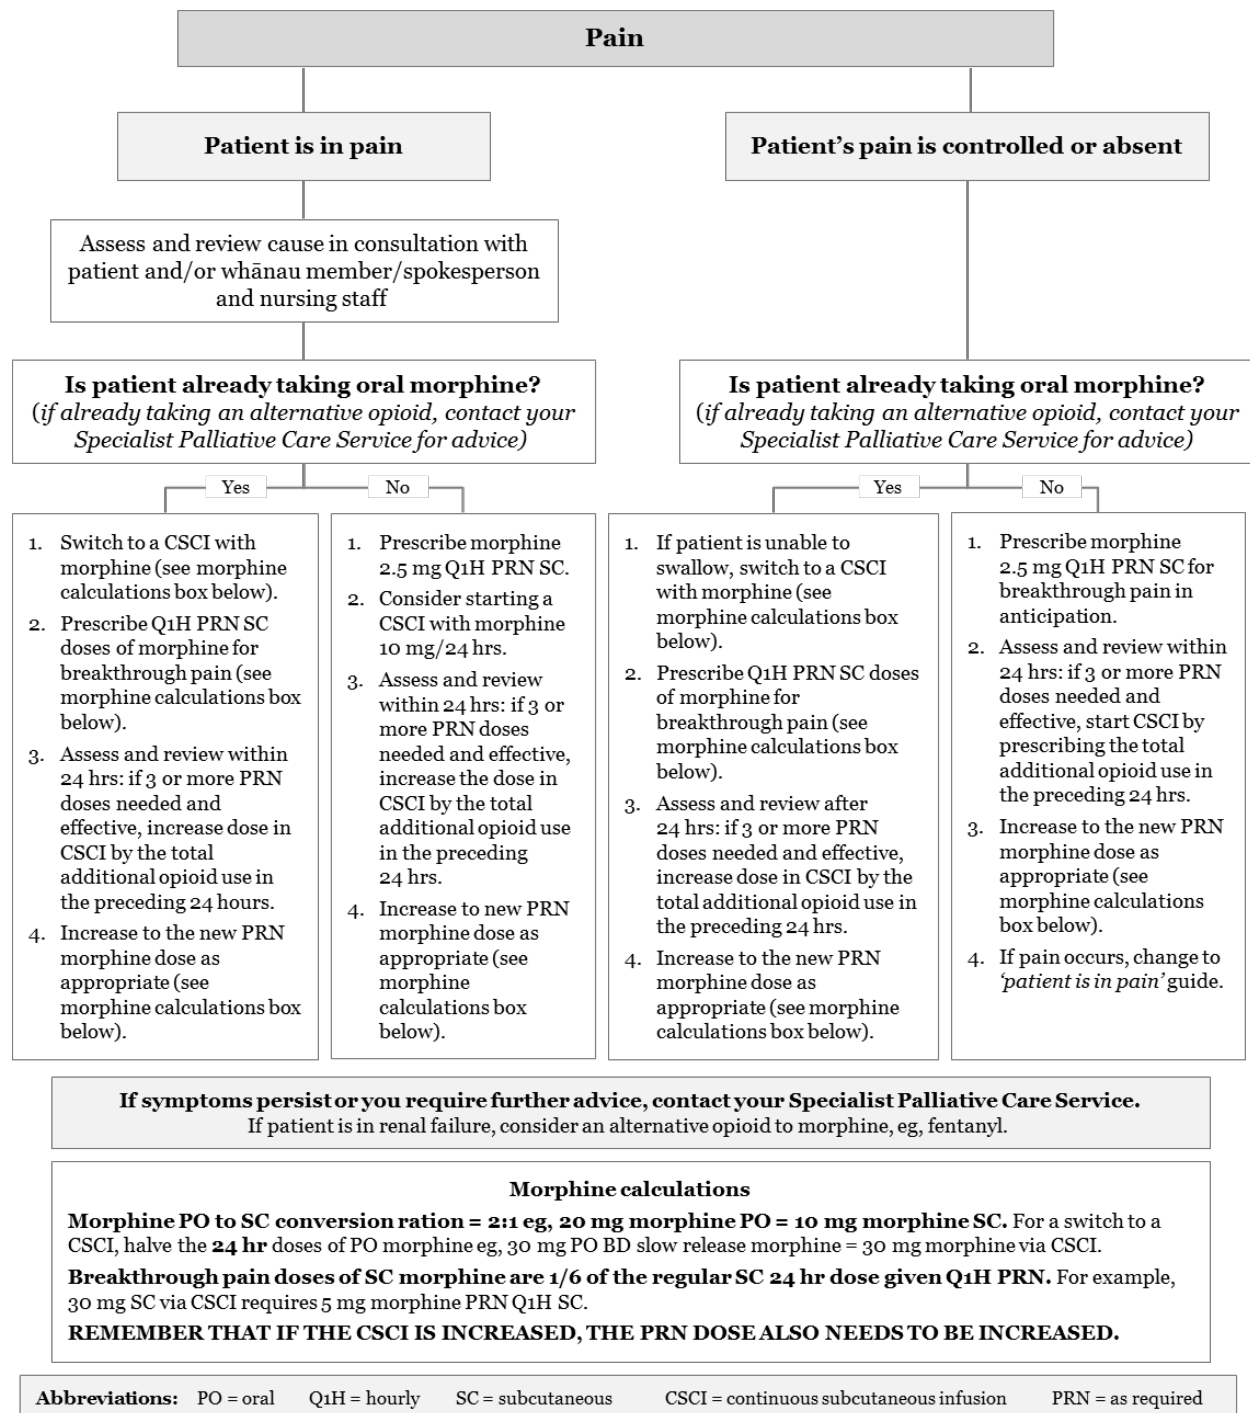 Pain
Patient is in pain
Patient's pain is controlled or absent
Assess and review cause in consultation with
patient and/or whānau member/spokesperson
and nursing staff
Is patient already taking oral morphine?
(if already taking an alternative opioid, contact your
Specialist Palliative Care Service for advice)
Is patient already taking oral morphine?
(if already taking an alternative opioid, contact your
Specialist Palliative Care Service for advice)
Yes
No
Yes
No
1. Switch to a CSCI with
morphine (see morphine
calculations box below).
2. Prescribe Q1H PRN SC
doses of morphine for
breakthrough pain (see
morphine calculations box
below).
3. Assess and review within
24 hrs: if 3 or more PRN
doses needed and
effective, increase dose in
CSCI by the total
additional opioid use in
the preceding 24 hours.
4. Increase to the new PRN
morphine dose as
appropriate (see
morphine calculations box
below).
1. Prescribe morphine
2.5 mg Q1H PRN SC.
2. Consider starting a
CSCI with morphine
10 mg/24 hrs.
3. Assess and review
within 24 hrs: if 3 or
more PRN doses
needed and effective,
increase the dose in
CSCI by the total
additional opioid use
in the preceding
24 hrs.
4. Increase to new PRN
morphine dose as
appropriate (see
morphine
calculations box
below).
1. If patient is unable to
swallow, switch to a CSCI
with morphine (see
morphine calculations box
below).
2. Prescribe Q1H PRN SC doses
of morphine for
breakthrough pain (see
morphine calculations box
below).
3. Assess and review after
24 hrs: if 3 or more PRN
doses needed and effective,
increase dose in CSCI by the
total additional opioid use in
the preceding 24 hrs.
4. Increase to the new PRN
morphine dose as
appropriate (see morphine
calculations box below).
1. Prescribe morphine
2.5 mg Q1H PRN SC for
breakthrough pain in
anticipation.
2. Assess and review within
24 hrs: if 3 or more PRN
doses needed and
effective, start CSCI by
prescribing the total
additional opioid use in
the preceding 24 hrs.
3. Increase to the new PRN
morphine dose as
appropriate (see
morphine calculations
box below).
4. If pain occurs, change to
'patient is in pain' guide.
If symptoms persist or you require further advice, contact your Specialist Palliative Care Service.
If patient is in renal failure, consider an alternative opioid to morphine, eg, fentanyl.
Morphine calculations
Morphine PO to SC conversion ration = 2:1 eg, 20 mg morphine PO = 10 mg morphine SC. For a switch to a
CSCI, halve the 24 hr doses of PO morphine eg, 30 mg PO BD slow release morphine = 30 mg morphine via CSCI.
Breakthrough pain doses of SC morphine are 1/6 of the regular SC 24 hr dose given Q1H PRN. For example,
30 mg SC via CSCI requires 5 mg morphine PRN Q1H SC.
REMEMBER THAT IF THE CSCI IS INCREASED, THE PRN DOSE ALSO NEEDS TO BE INCREASED.
Abbreviations: PO = oral Q1H = hourly SC = subcutaneous CSCI = continuous subcutaneous infusion PRN = as required